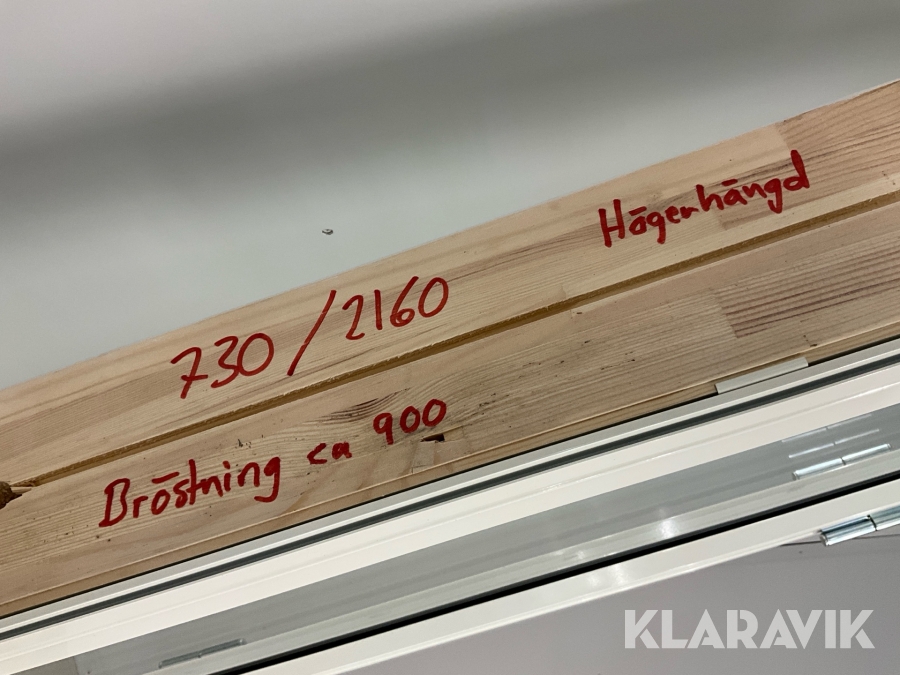 Högerhängd
730/2160
Bröstning ca 900
KLARAVIK